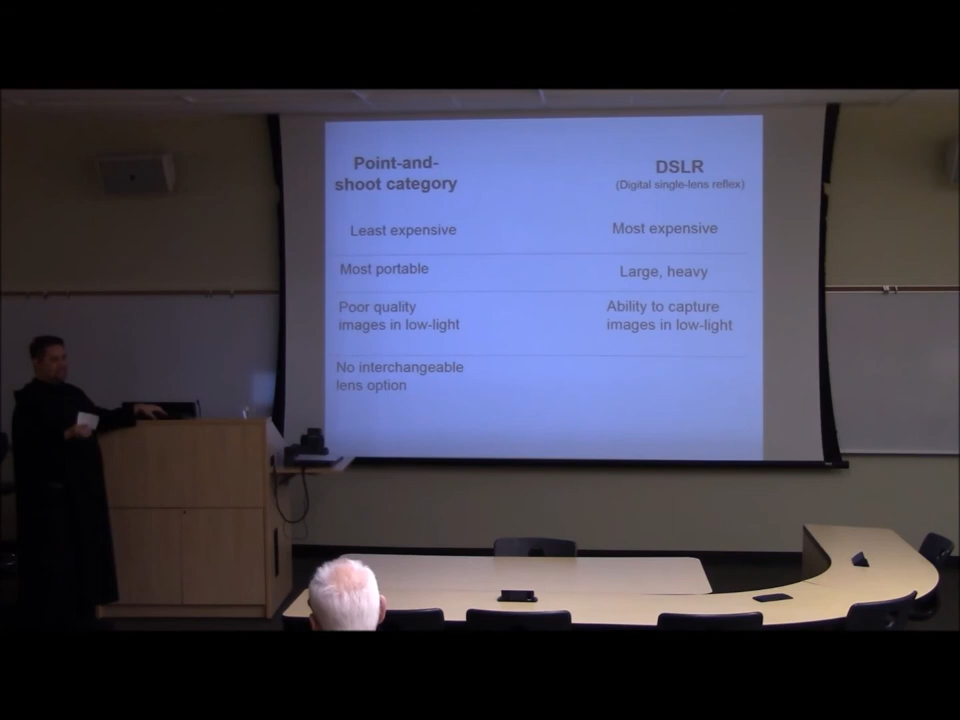 Point-and-
shoot category
DSLR
(Digital single-lens reflex)
Least expensive
Most expensive
Most portable
Large, heavy
Poor quality
images in low-light
Ability to capture
images in low-light
No interchangeable
lens option